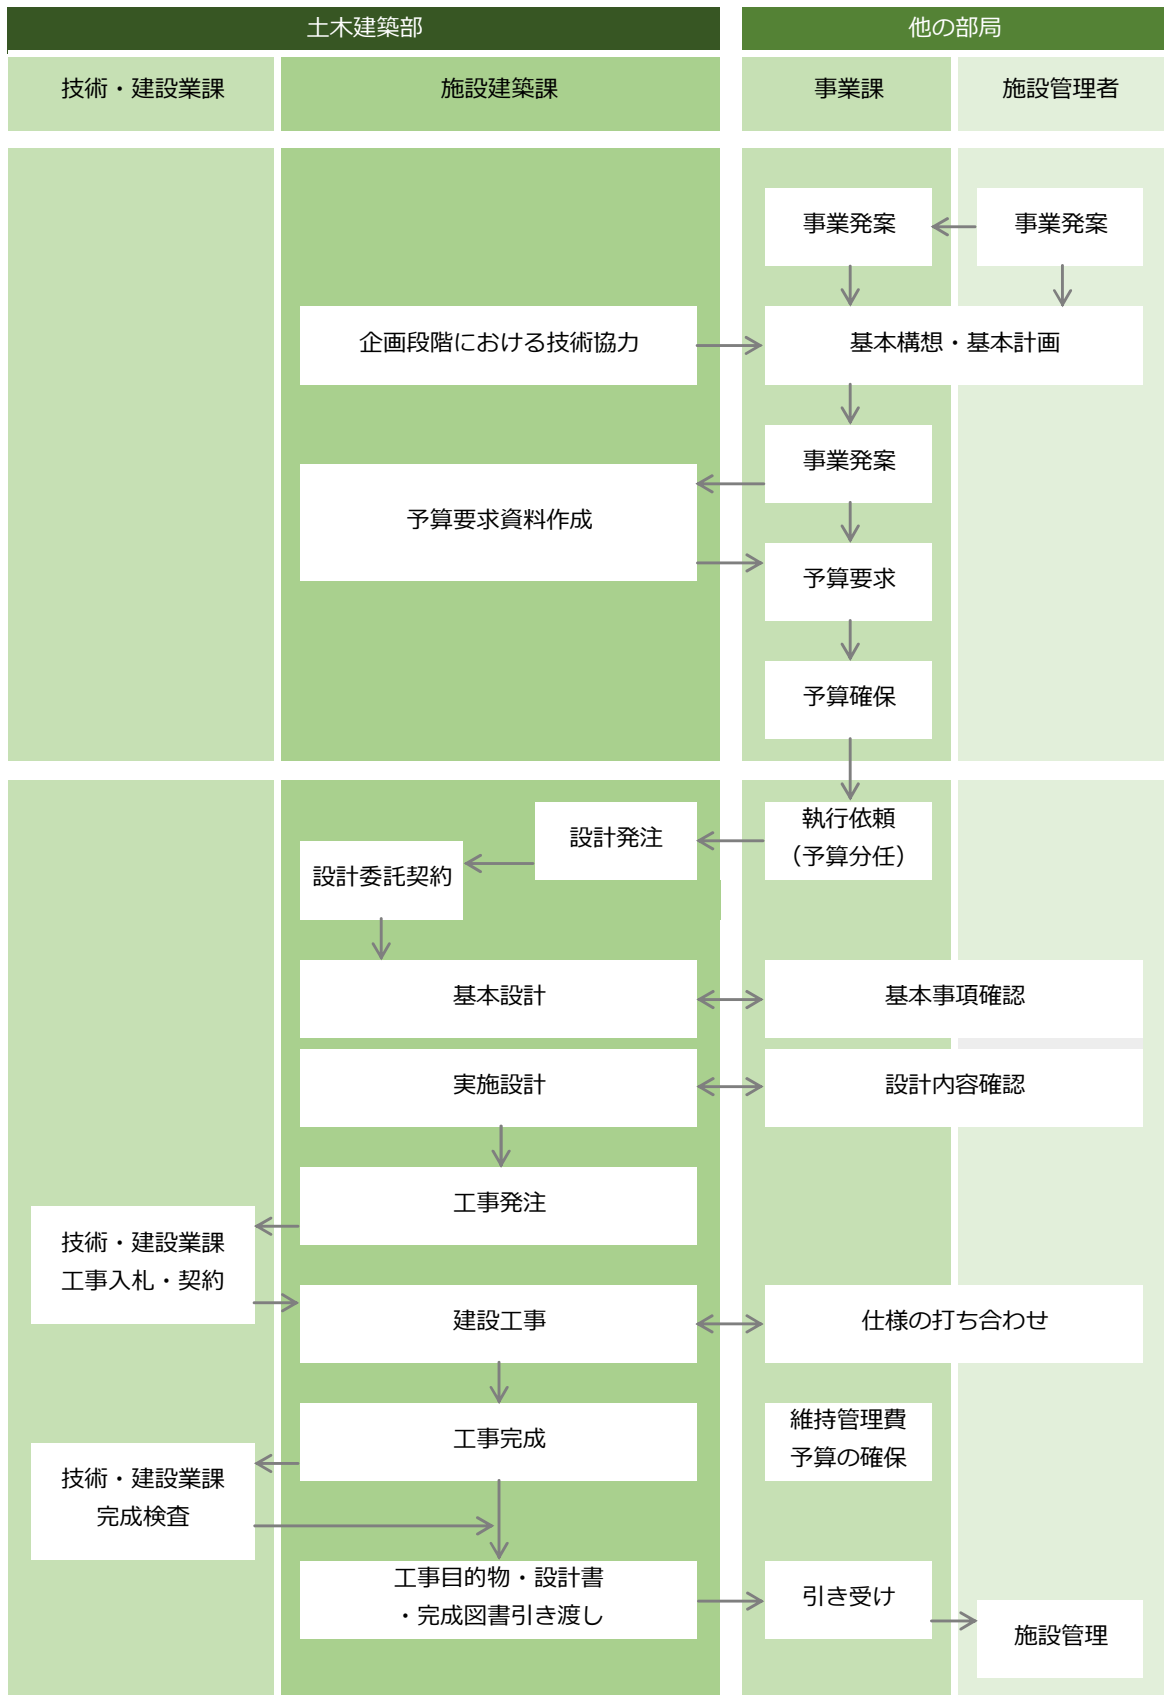 土木建築部
他の部局
技術・建設業課
施設建築課
事業課
施設管理者
事業発案
事業発案
企画段階における技術協力
基本構想・基本計画
事業発案
予算要求資料作成
予算要求
予算確保
設計発注
執行依頼
（予算分任）
設計委託契約
基本設計
基本事項確認
実施設計
設計内容確認
工事発注
技術・建設業課
工事入札・契約
建設工事
仕様の打ち合わせ
工事完成
維持管理費
予算の確保
技術・建設業課
完成検査
工事目的物・設計書
・完成図書引き渡し
引き受け
施設管理